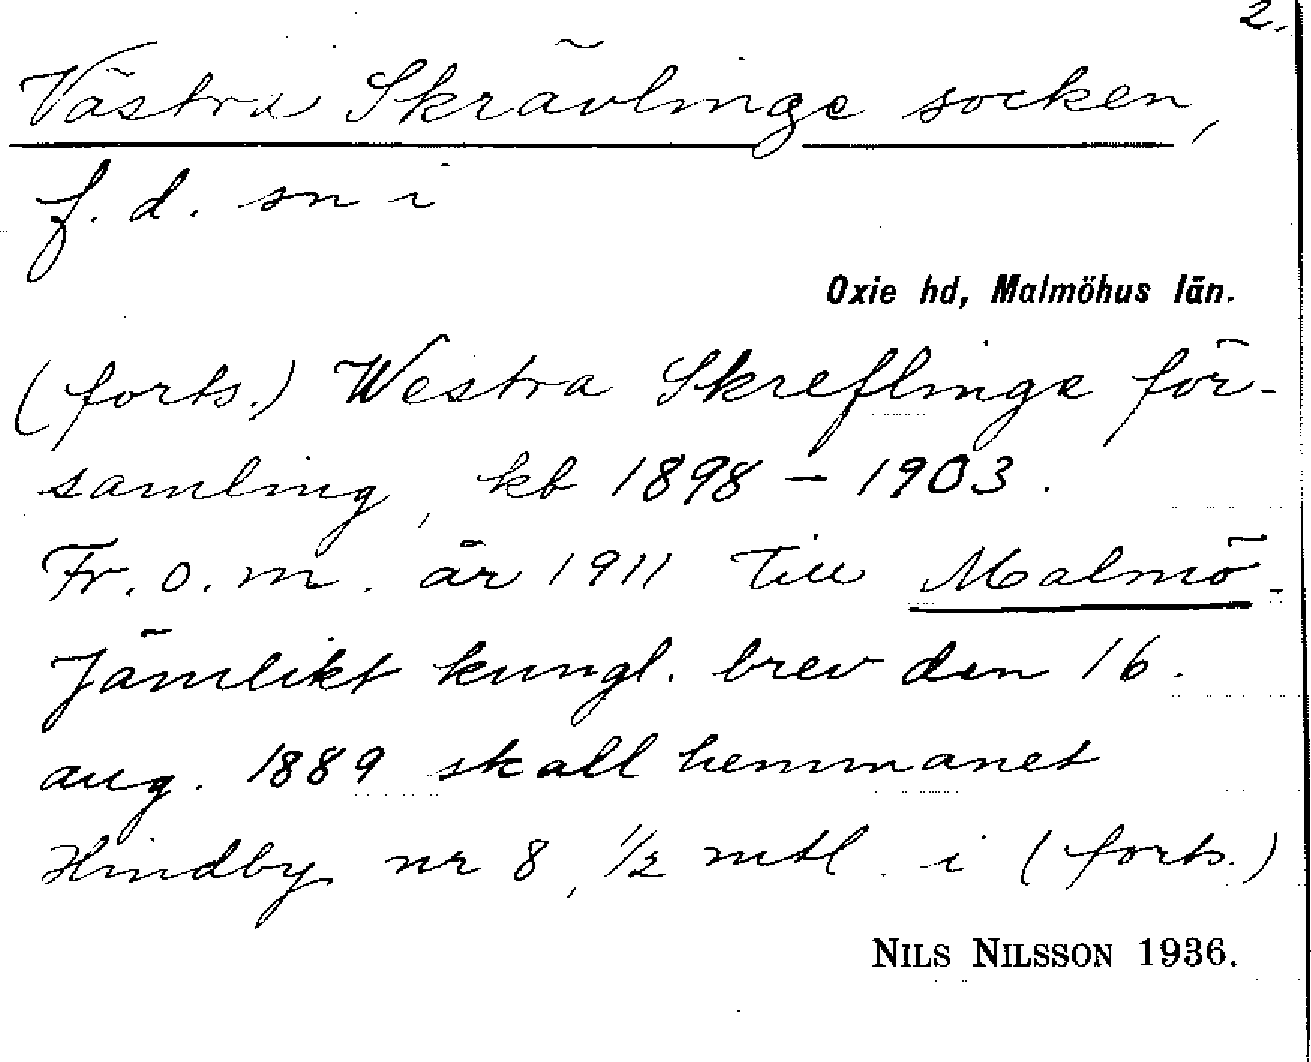 2.
Västra Skrävlinge socken,
f. d. sn i
Oxie hd, Malmöhus län.
(forts.) Westra Skreflinge för-
samling, kb 1898 – 1903.
Fr. o. m. år 1911 till Malmö.
Jämlikt kungl. brev den 16.
aug. 1889 skall hemmanet
Hindby nr 8, 1/2 mtl i (forts.)
NILS NILSSON 1936.